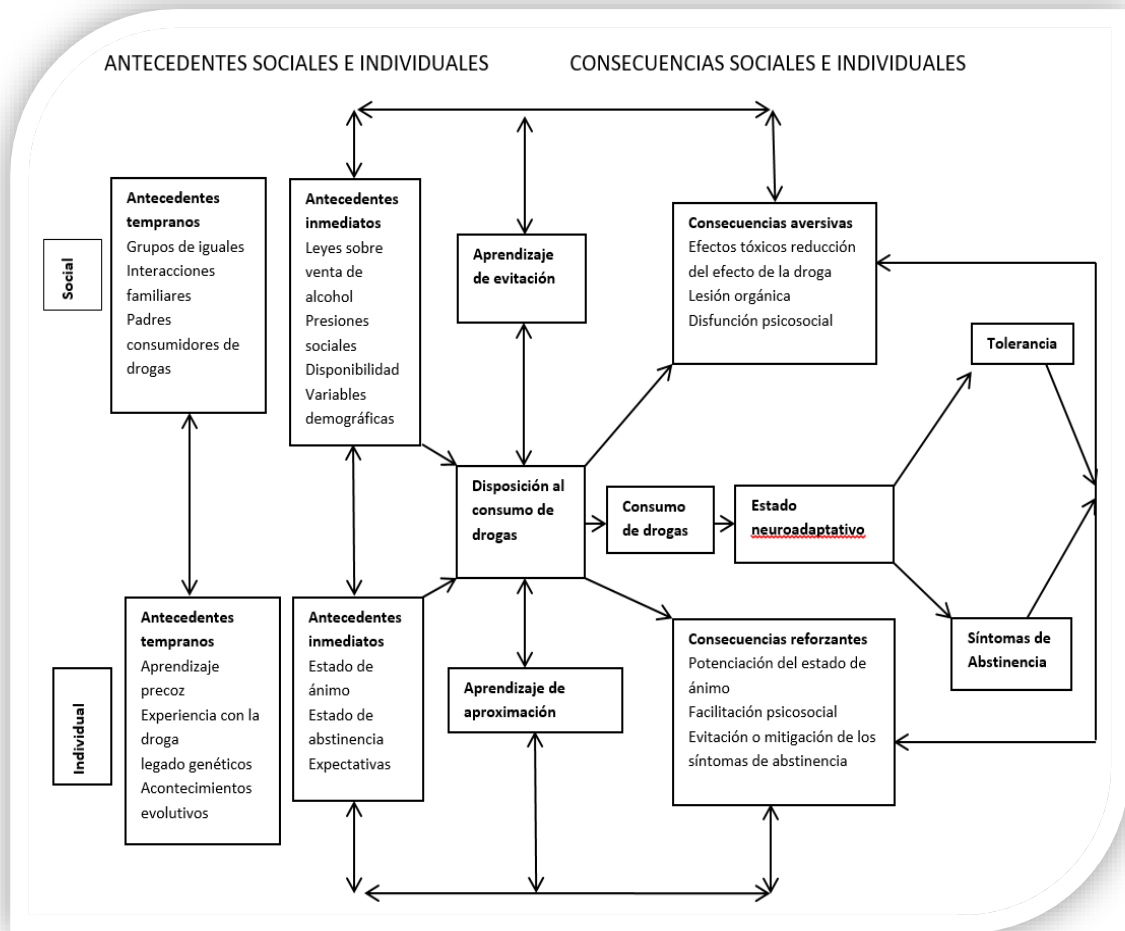 ANTECEDENTES SOCIALES E INDIVIDUALES
CONSECUENCIAS SOCIALES E INDIVIDUALES
Social
Antecedentes
tempranos
Grupos de iguales
Interacciones
familiares
Padres
consumidores de
drogas
Antecedentes
inmediatos
Leyes sobre
venta de
alcohol
Presiones
sociales
Disponibilidad
Variables
demográficas
Aprendizaje
de evitación
Consecuencias aversivas
Efectos tóxicos reducción
del efecto de la droga
Lesión orgánica
Disfunción psicosocial
Tolerancia
Disposición al
consumo de
drogas
Consumo
de drogas
Estado
neuroadaptativo
Individual
Antecedentes
tempranos
Aprendizaje
precoz
Experiencia con la
droga
legado genéticos
Acontecimientos
evolutivos
Antecedentes
inmediatos
Estado de
ánimo
Estado de
abstinencia
Expectativas
Aprendizaje de
aproximación
Consecuencias reforzantes
Potenciación del estado de
ánimo
Facilitación psicosocial
Evitación o mitigación de los
síntomas de abstinencia
Síntomas de
Abstinencia